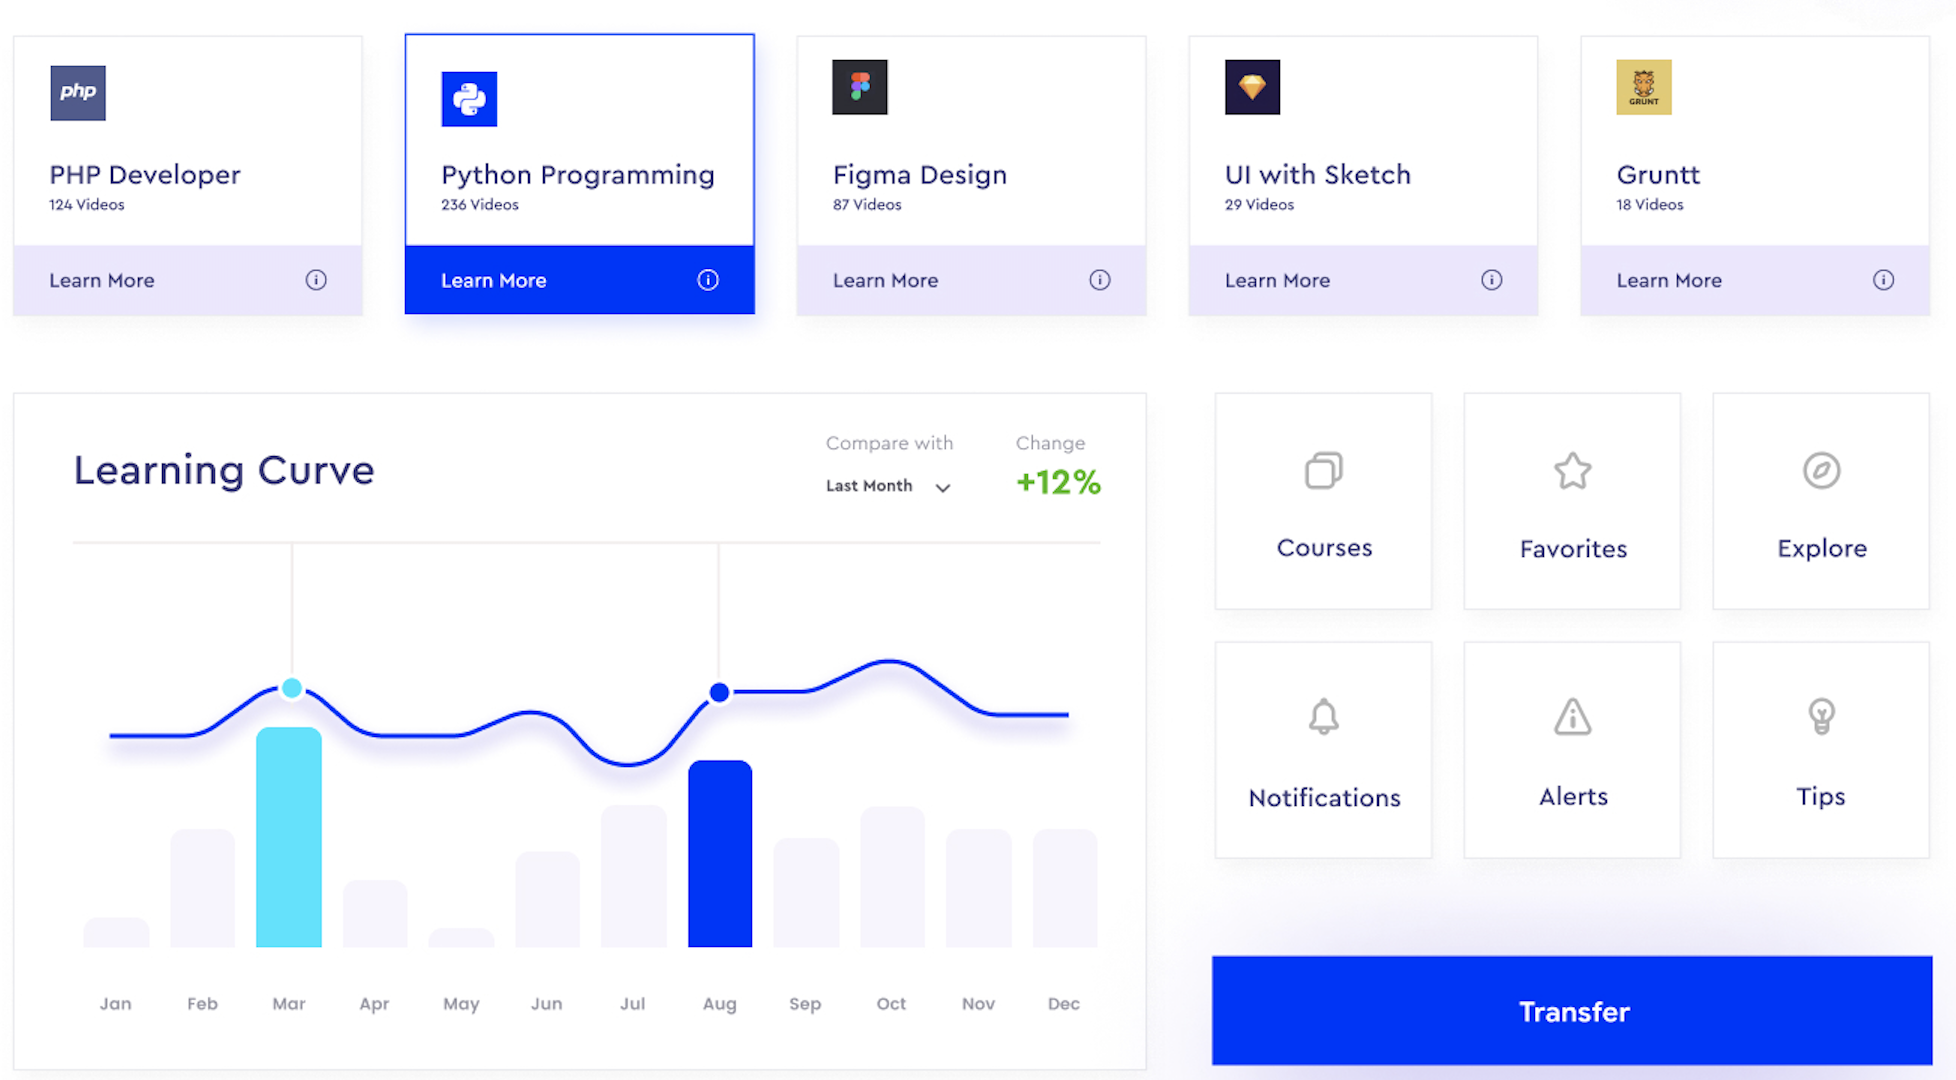 php
PHP Developer
124 Videos
Learn More
Python Programming
236 Videos
Learn More
Figma Design
87 Videos
Learn More
UI with Sketch
29 Videos
Learn More
GRUNT
Gruntt
18 Videos
Learn More
Learning Curve
Compare with
Last Month
Change
+12%
Jan Feb Mar Apr May Jun Jul Aug Sep Oct Nov Dec
Courses
Favorites
Explore
Notifications
Alerts
Tips
Transfer